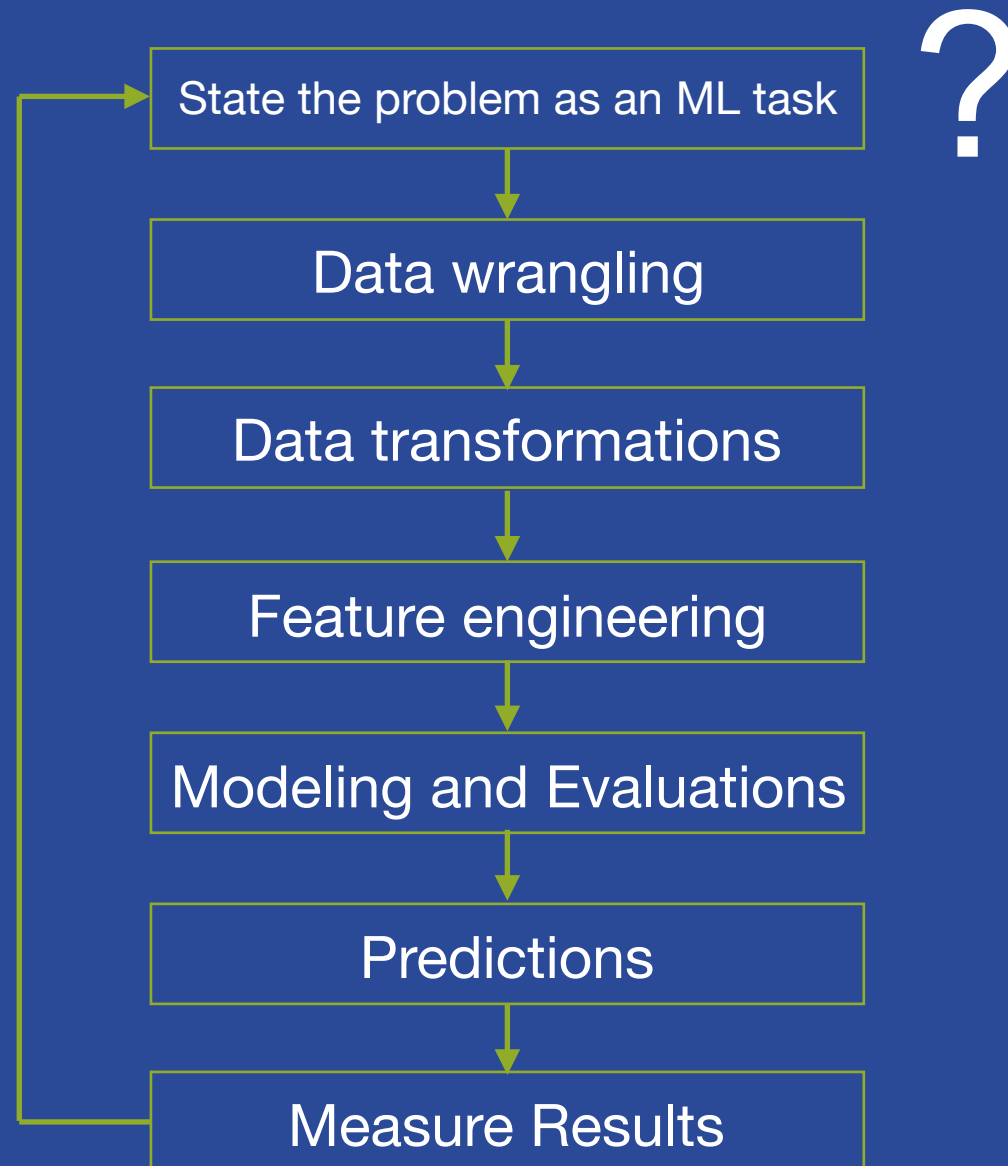 ?
State the problem as an ML task
Data wrangling
Data transformations
Feature engineering
Modeling and Evaluations
Predictions
Measure Results